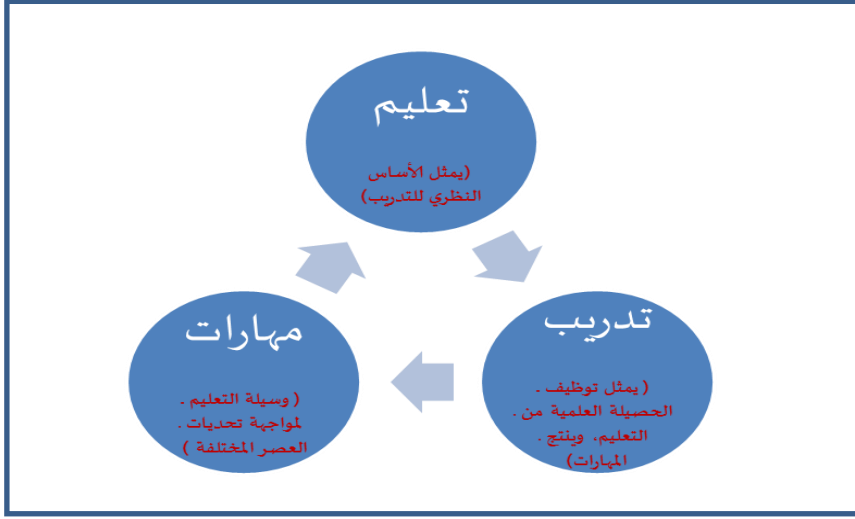 تعليم
(يمثل الأساس
النظري للتدريب)
تدريب
( يمثل توظيف .
الحصيلة العلمية من .
التعليم، وينتج .
المهارات)
مهارات
( وسيلة التعليم .
لمواجهة تحديات .
العصر المختلفة )